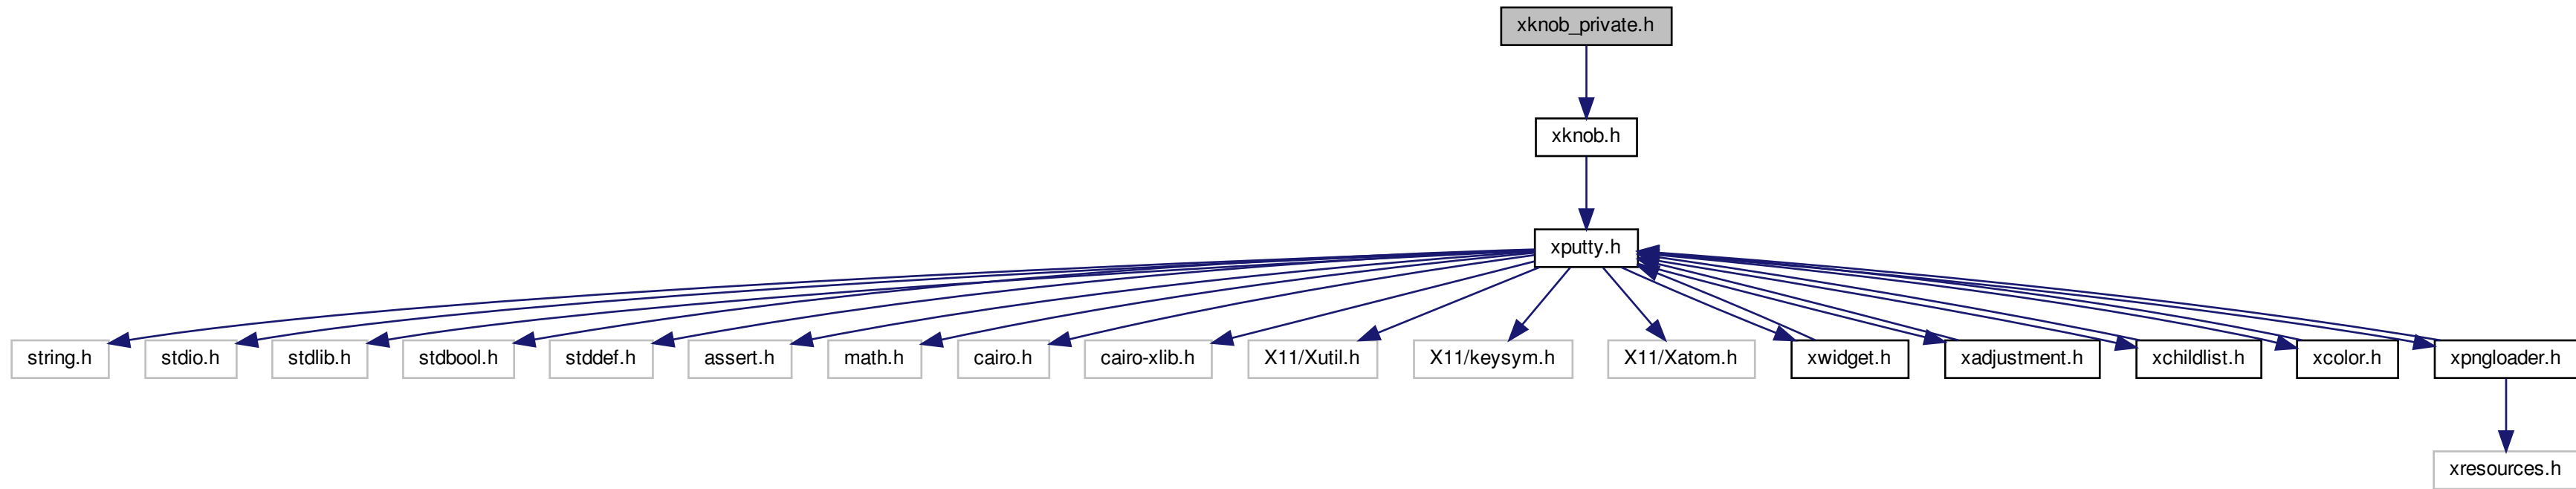 xknob_private.h
xknob.h
xputty.h
string.h
stdio.h
stdlib.h
stdbool.h
stddef.h
assert.h
math.h
cairo.h
cairo-xlib.h
X11/Xutil.h
X11/keysym.h
X11/Xatom.h
xwidget.h
xadjustment.h
xchildlist.h
xcolor.h
xpngloader.h
xresources.h